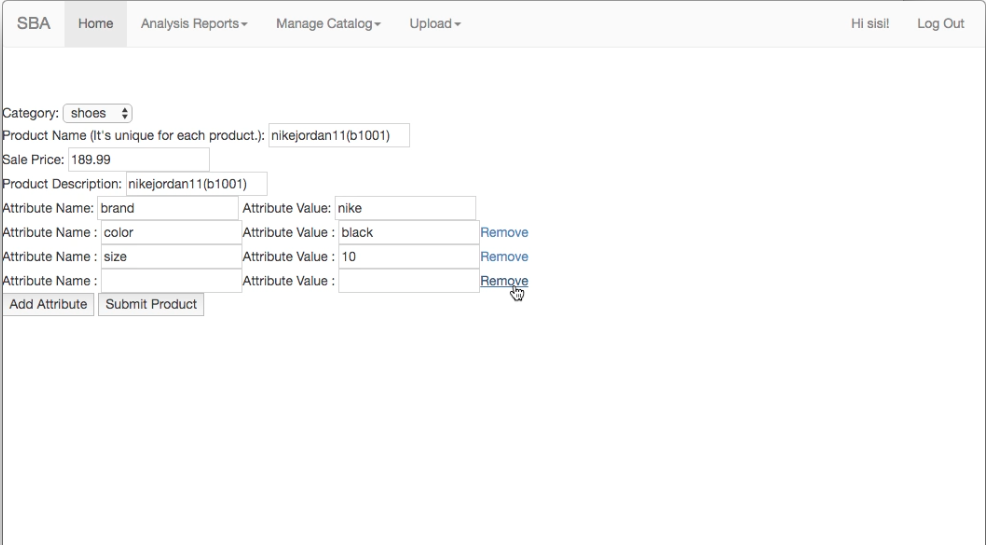 SBA Home Analysis Reports Manage Catalog Upload Hi sisi! Log Out
Category: shoes
Product Name (It's unique for each product.): nikejordan11(b1001)
Sale Price: 189.99
Product Description: nikejordan11(b1001)
Attribute Name: brand Attribute Value: nike
Attribute Name : color Attribute Value : black Remove
Attribute Name : size Attribute Value : 10 Remove
Attribute Name : Attribute Value : Remove
Add Attribute Submit Product